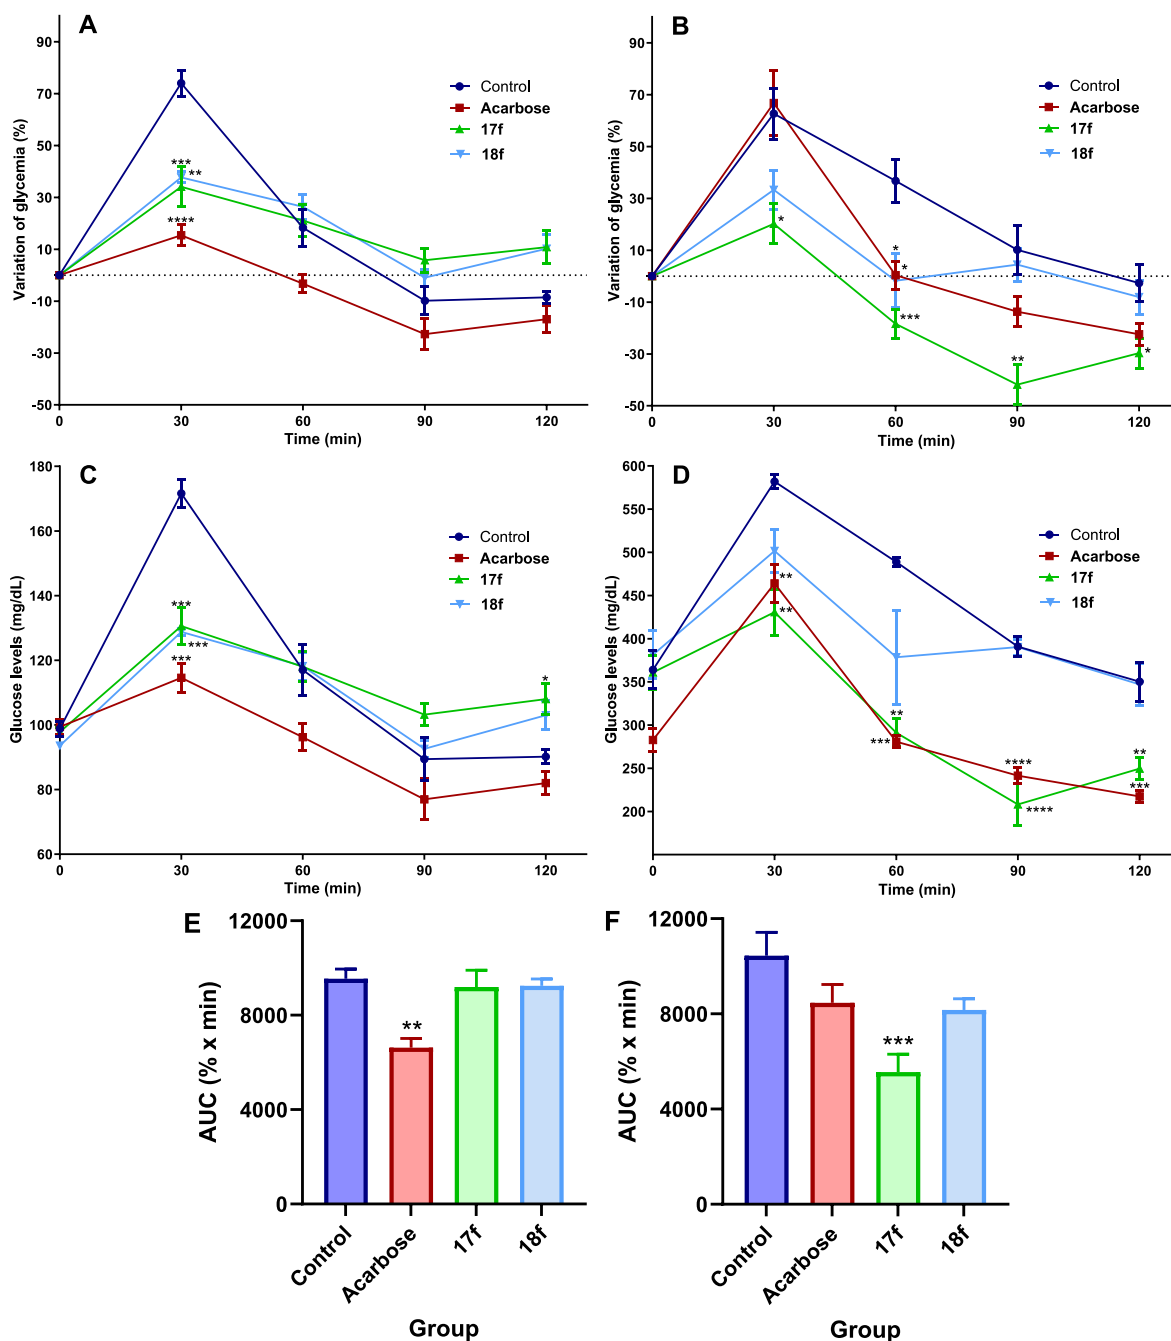 A
Variation of glycemia (%)
90
70
50
30
10
-10
-30
-50
0
30
60
90
120
Time (min)
Control
Acarbose
17f
18f
***
**
****
B
Variation of glycemia (%)
90
70
50
30
10
-10
-30
-50
0
30
60
90
120
Time (min)
Control
Acarbose
17f
18f
*
*
*
***
**
*
C
Glucose levels (mg/dL)
180
160
140
120
100
80
60
0
30
60
90
120
Time (min)
Control
Acarbose
17f
18f
***
***
***
*
D
Glucose levels (mg/dL)
600
550
500
450
400
350
300
250
200
0
30
60
90
120
Time (min)
Control
Acarbose
17f
18f
**
**
**
***
****
****
**
***
E
AUC (% x min)
12000
8000
4000
0
**
Control
Acarbose
17f
18f
Group
F
AUC (% x min)
12000
8000
4000
0
***
Control
Acarbose
17f
18f
Group